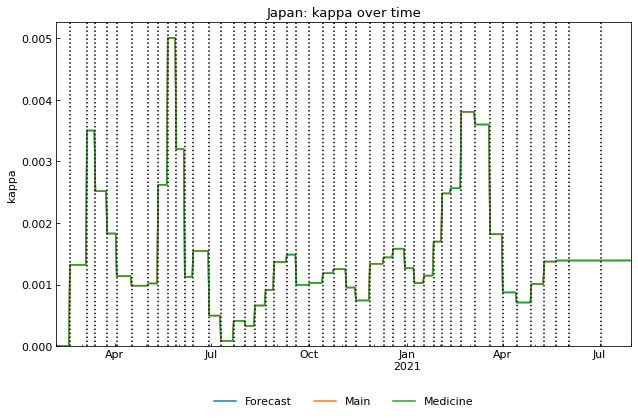 Japan: kappa over time
0.005
0.004
0.003
0.002
0.001
0.000
kappa
Apr Jul Oct Jan Apr Jul
2021
Forecast Main Medicine